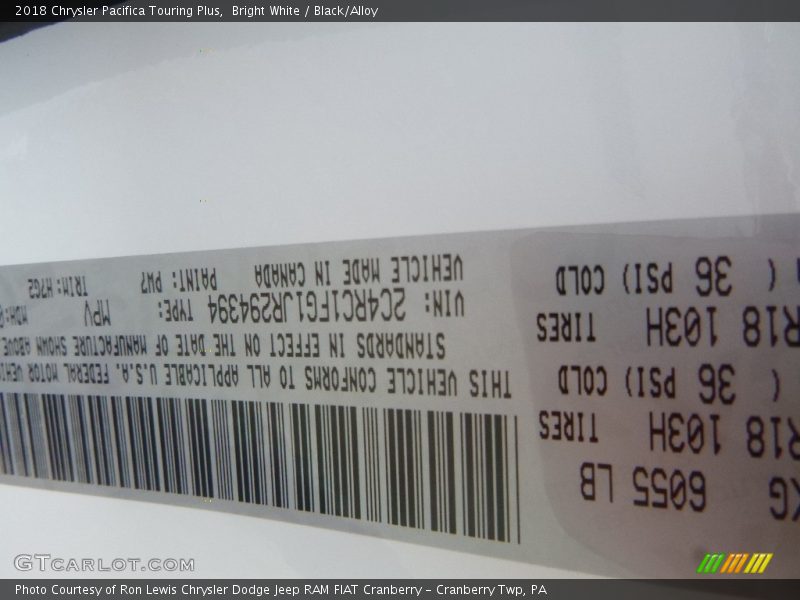 2018 Chrysler Pacifica Touring Plus, Bright White / Black/Alloy
KG 6055 LB
R18 103H TIRES
( 36 PSI) COLD
R18 103H TIRES
( 36 PSI) COLD
THIS VEHICLE CONFORMS TO ALL APPLICABLE U.S.A. FEDERAL MOTOR
STANDARDS IN EFFECT ON THE DATE OF MANUFACTURE SHOWN ABOVE.
VIN: 2C4RC1FG1JR294394 TYPE: MPV
VEHICLE MADE IN CANADA PAINT: PW7 TRIM: H7G2
GTCARLOT.COM
Photo Courtesy of Ron Lewis Chrysler Dodge Jeep RAM FIAT Cranberry – Cranberry Twp, PA